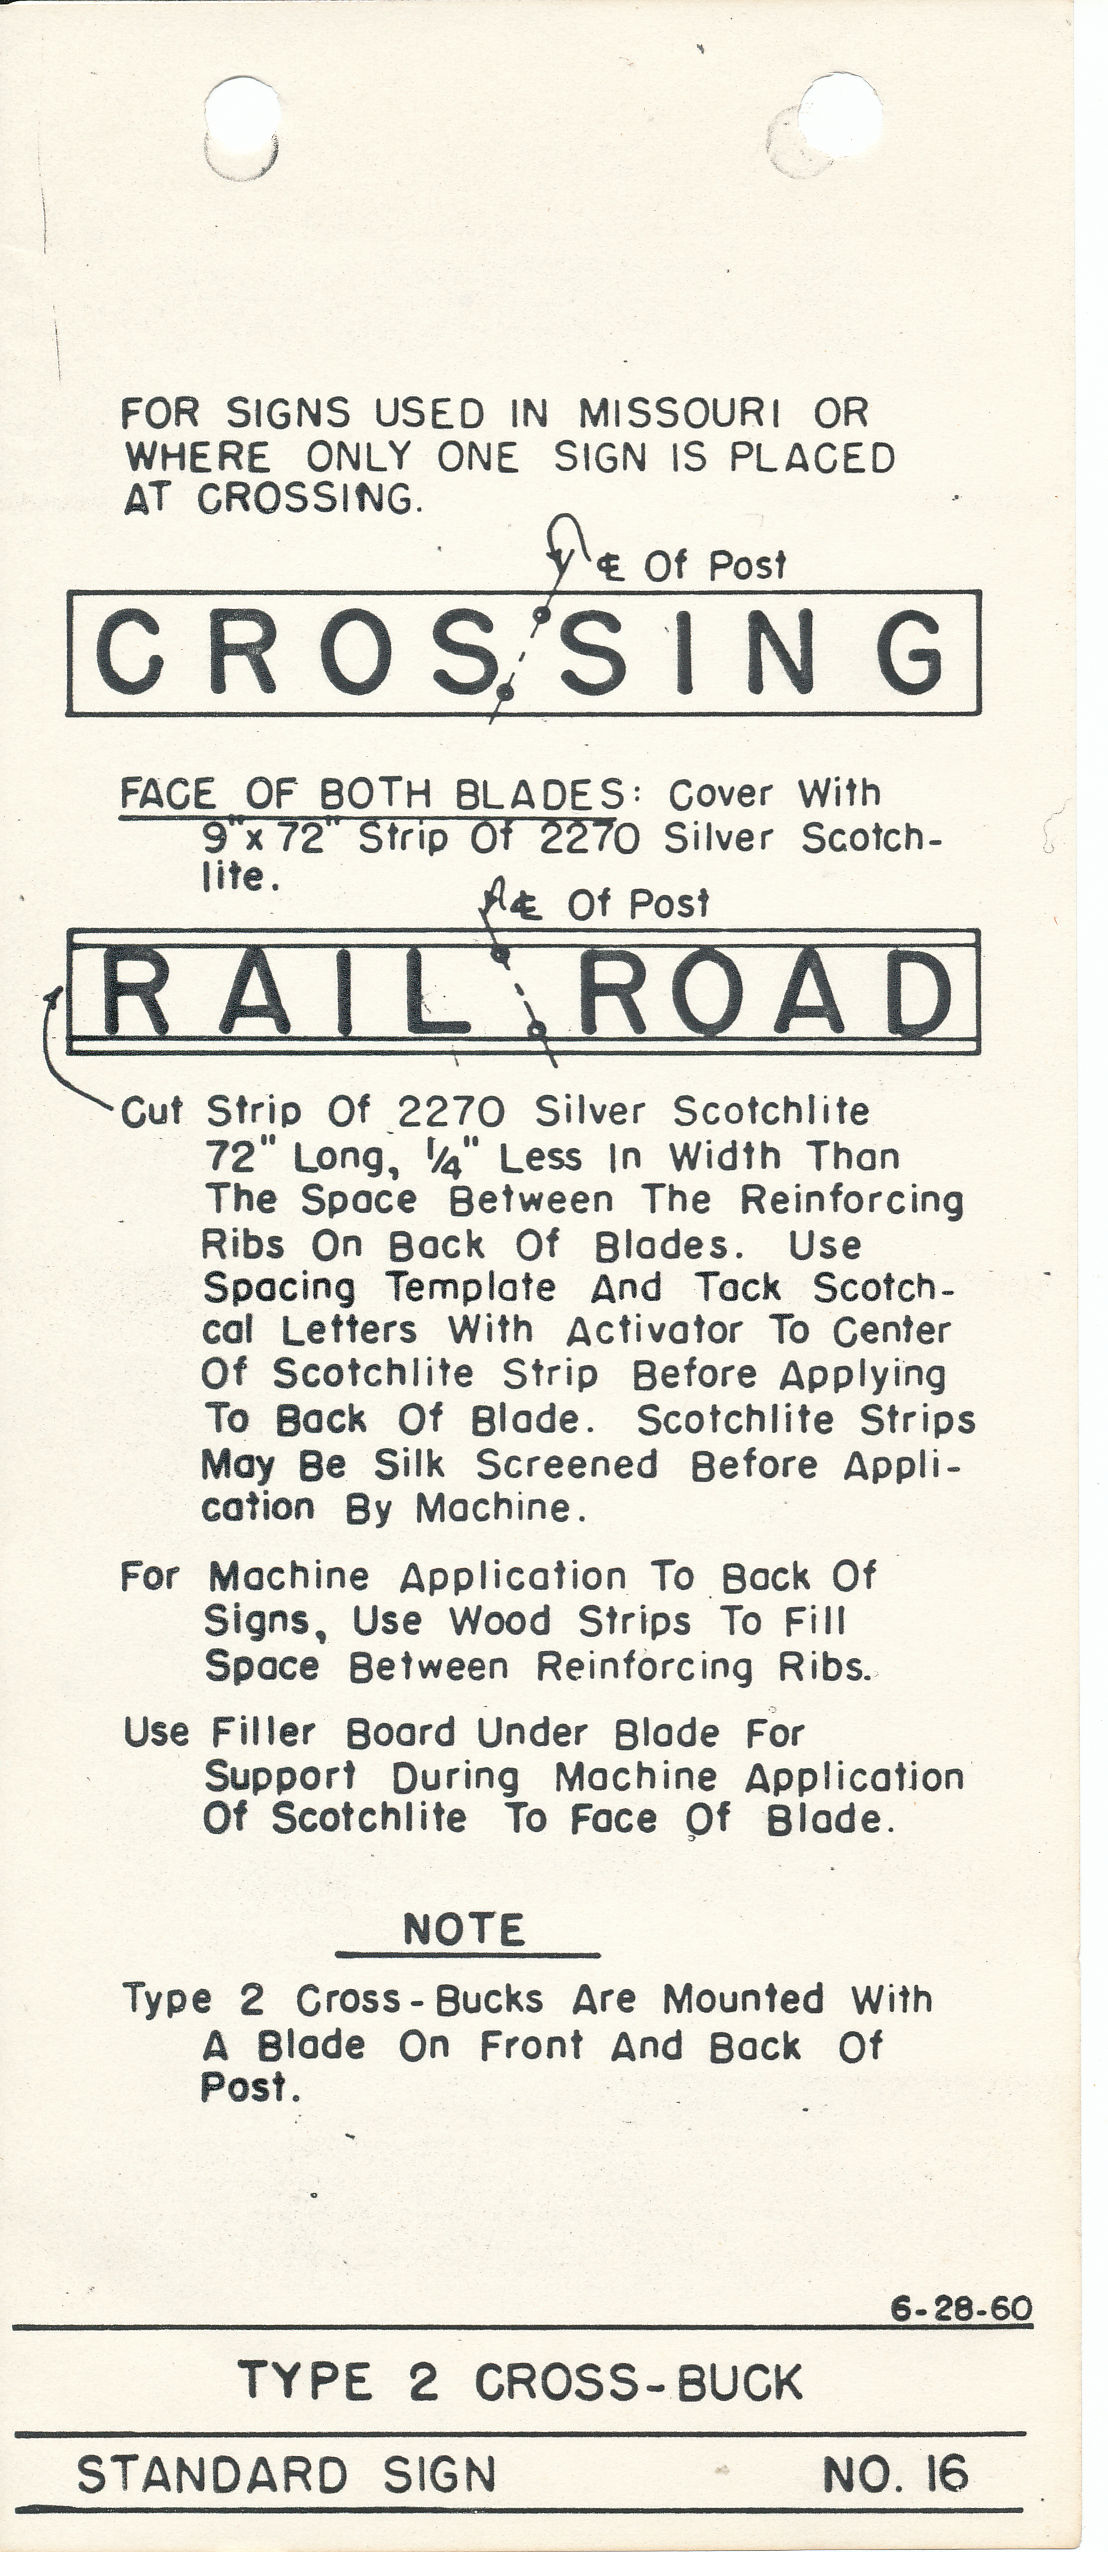 FOR SIGNS USED IN MISSOURI OR
WHERE ONLY ONE SIGN IS PLACED
AT CROSSING.
℄ Of Post
CROSSING
FACE OF BOTH BLADES: Cover With
9"x 72" Strip Of 2270 Silver Scotch-
lite.
℄ Of Post
RAIL ROAD
Cut Strip Of 2270 Silver Scotchlite
72" Long, 1/4" Less In Width Than
The Space Between The Reinforcing
Ribs On Back Of Blades. Use
Spacing Template And Tack Scotch-
cal Letters With Activator To Center
Of Scotchlite Strip Before Applying
To Back Of Blade. Scotchlite Strips
May Be Silk Screened Before Appli-
cation By Machine.
For Machine Application To Back Of
Signs, Use Wood Strips To Fill
Space Between Reinforcing Ribs.
Use Filler Board Under Blade For
Support During Machine Application
Of Scotchlite To Face Of Blade.
NOTE
Type 2 Cross-Bucks Are Mounted With
A Blade On Front And Back Of
Post.
6-28-60
TYPE 2 CROSS-BUCK
STANDARD SIGN NO. 16